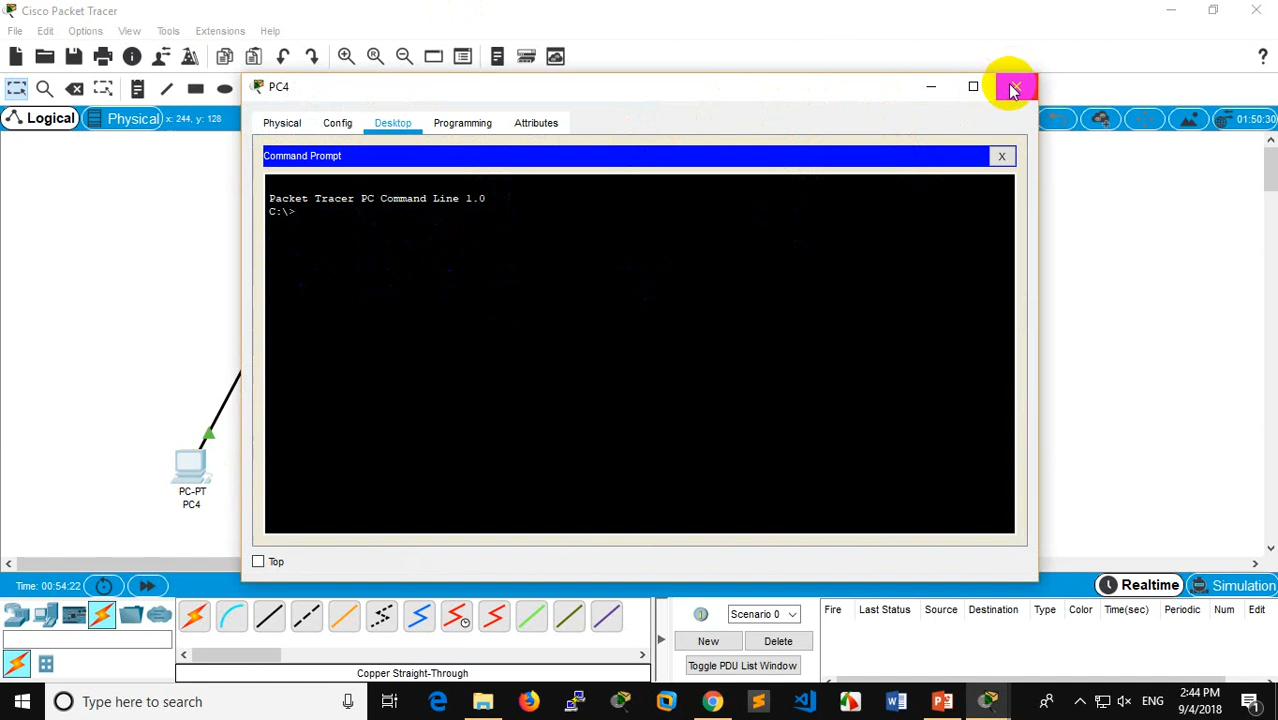 Cisco Packet Tracer
File Edit Options View Tools Extensions Help
?
Logical Physical x: 244, y: 128 01:50:30
PC4
Physical Config Desktop Programming Attributes
Command Prompt X
Packet Tracer PC Command Line 1.0
C:\>
PC-PT
PC4
Top
Time: 00:54:22 Realtime Simulation
Scenario 0 Fire Last Status Source Destination Type Color Time(sec) Periodic Num Edit
New Delete
Toggle PDU List Window
Copper Straight-Through
Type here to search ENG 2:44 PM
9/4/2018